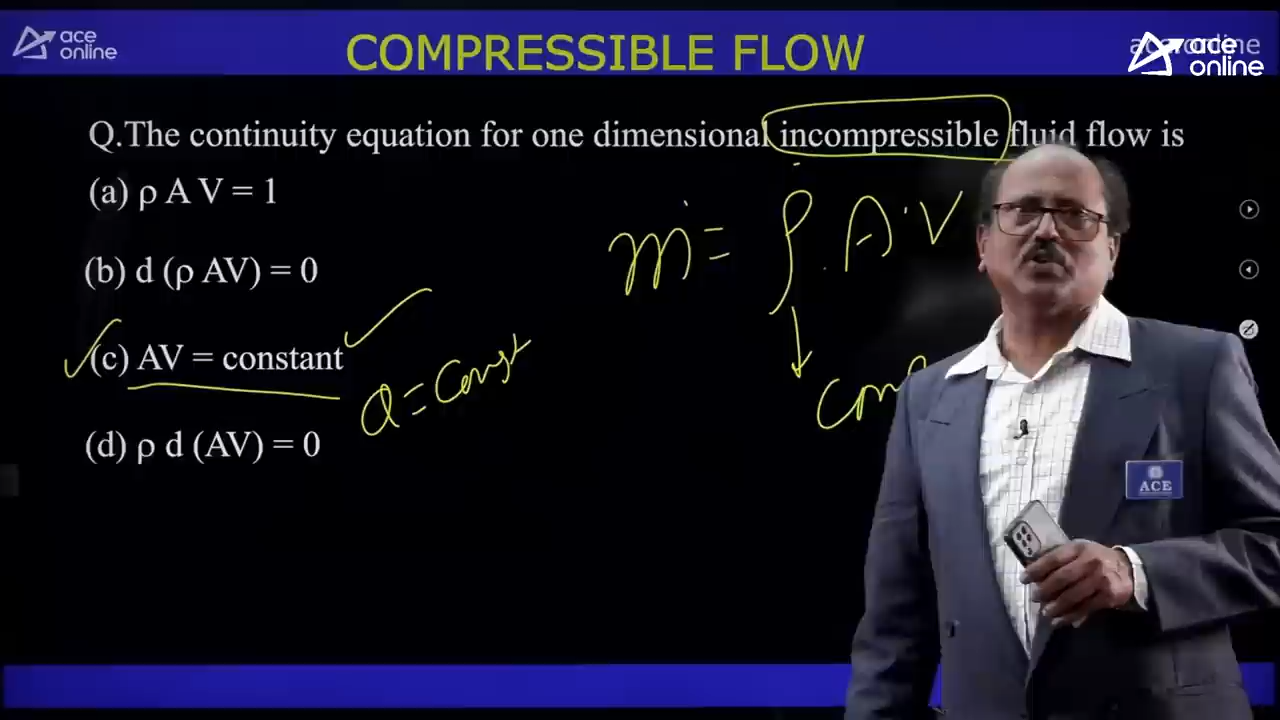 ace
online
COMPRESSIBLE FLOW
ace
online
Q.The continuity equation for one dimensional incompressible fluid flow is
(a) ρ A V = 1
ṁ = ρ . A . V
(b) d (ρ AV) = 0
(c) AV = constant
Q = Const
(d) ρ d (AV) = 0
ACE